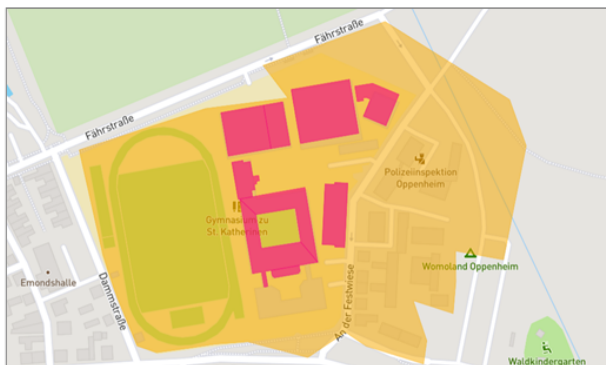 Fährstraße
Fährstraße
Polizeiinspektion
Oppenheim
Gymnasium zu
St. Katharinen
Womoland Oppenheim
Emondshalle
Dammstraße
An der Festwiese
Waldkindergarten